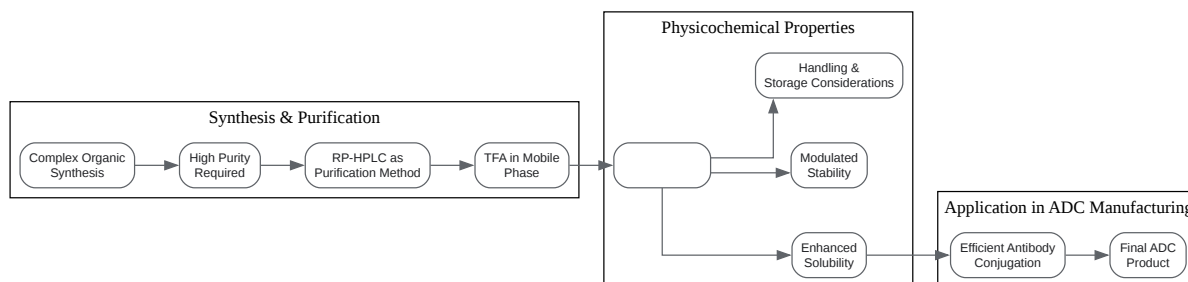 Synthesis & Purification
Complex Organic
Synthesis
High Purity
Required
RP-HPLC as
Purification Method
TFA in Mobile
Phase
Physicochemical Properties
Handling &
Storage Considerations
Modulated
Stability
Enhanced
Solubility
Application in ADC Manufacturing
Efficient Antibody
Conjugation
Final ADC
Product